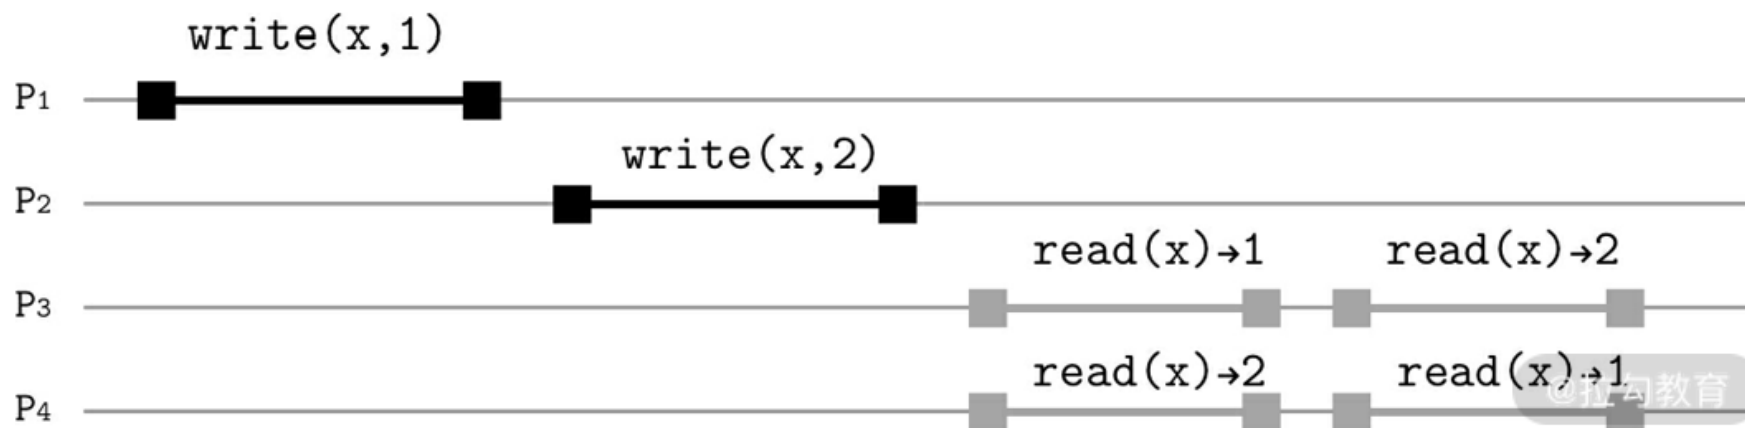 write(x,1)
P1
write(x,2)
P2
read(x)→1 read(x)→2
P3
read(x)→2 read(x)→1
@拉勾教育
P4